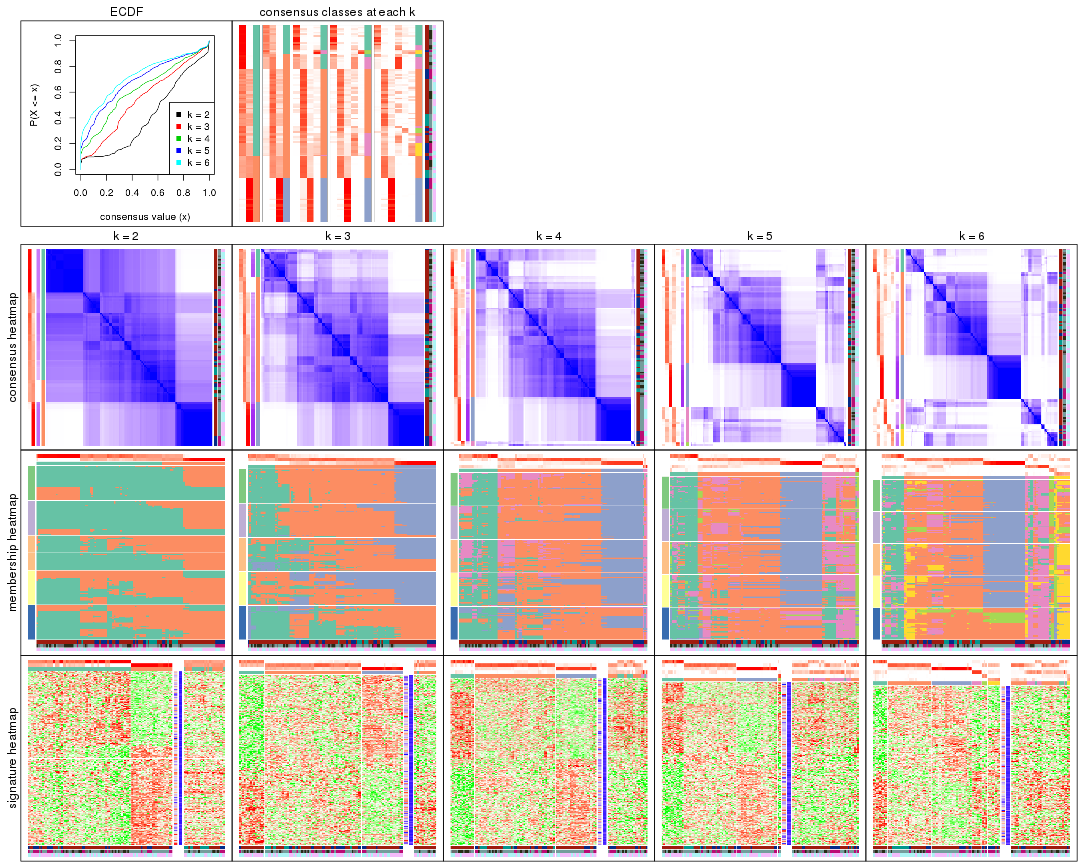 ECDF
consensus classes at each k
P(X <= x)
0.0
0.2
0.4
0.6
0.8
1.0
k = 2
k = 3
k = 4
k = 5
k = 6
0.0 0.2 0.4 0.6 0.8 1.0
consensus value (x)
k = 2
k = 3
k = 4
k = 5
k = 6
consensus heatmap
membership heatmap
signature heatmap